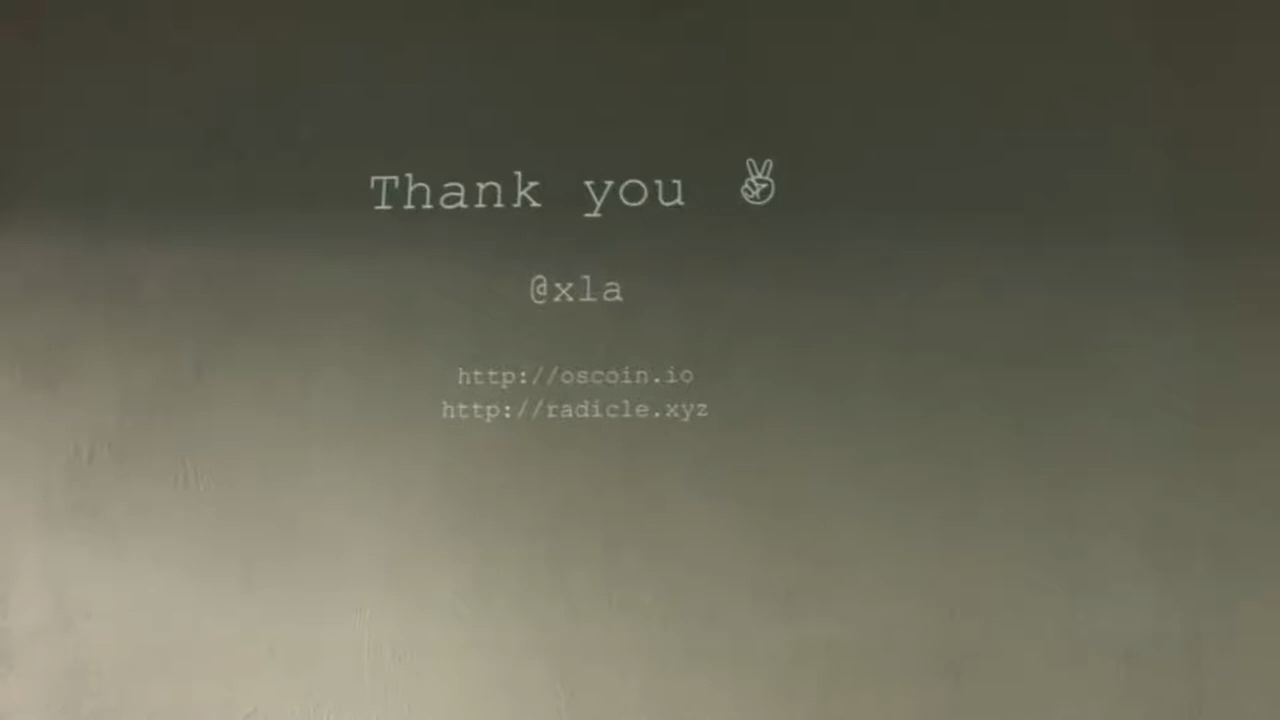 Thank you ✌
@xla
http://oscoin.io
http://radicle.xyz